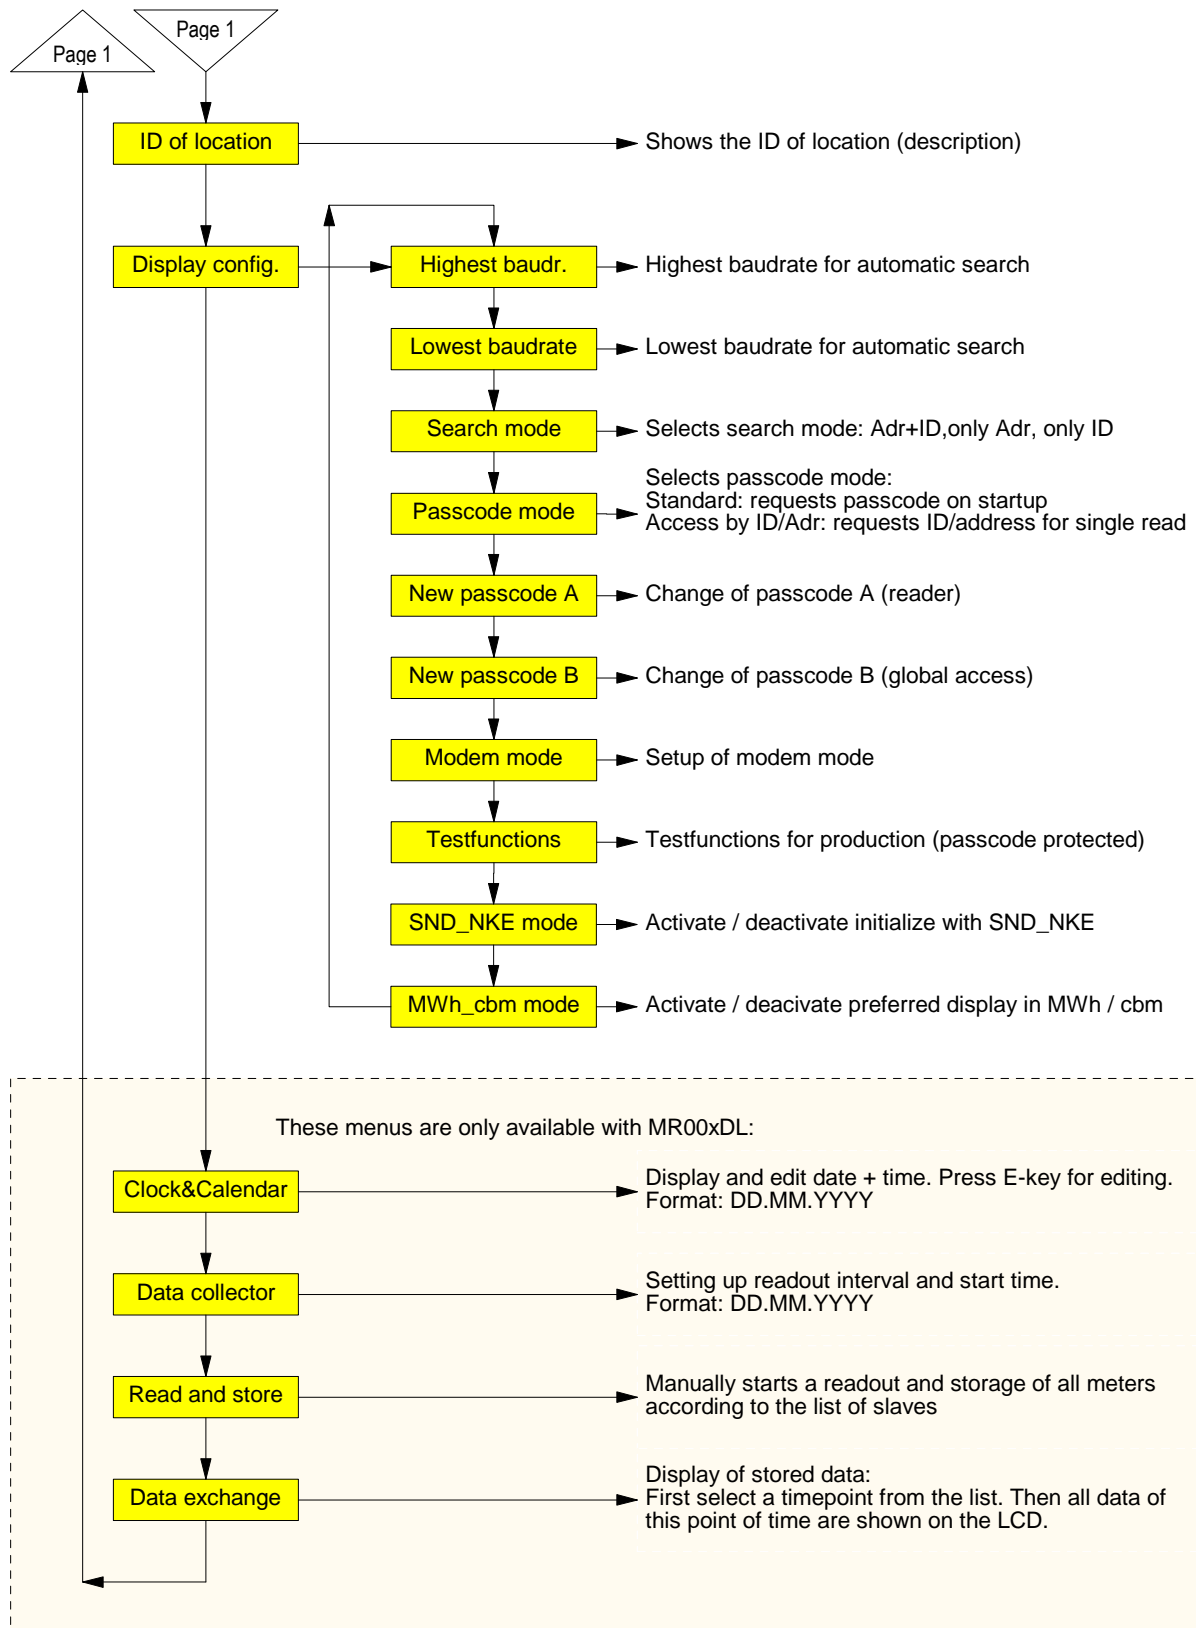 Page 1
Page 1
ID of location
Shows the ID of location (description)
Display config.
Highest baudr.
Highest baudrate for automatic search
Lowest baudrate
Lowest baudrate for automatic search
Search mode
Selects search mode: Adr+ID,only Adr, only ID
Passcode mode
Selects passcode mode:
Standard: requests passcode on startup
Access by ID/Adr: requests ID/address for single read
New passcode A
Change of passcode A (reader)
New passcode B
Change of passcode B (global access)
Modem mode
Setup of modem mode
Testfunctions
Testfunctions for production (passcode protected)
SND_NKE mode
Activate / deactivate initialize with SND_NKE
MWh_cbm mode
Activate / deacivate preferred display in MWh / cbm
These menus are only available with MR00xDL:
Clock&Calendar
Display and edit date + time. Press E-key for editing.
Format: DD.MM.YYYY
Data collector
Setting up readout interval and start time.
Format: DD.MM.YYYY
Read and store
Manually starts a readout and storage of all meters
according to the list of slaves
Data exchange
Display of stored data:
First select a timepoint from the list. Then all data of
this point of time are shown on the LCD.